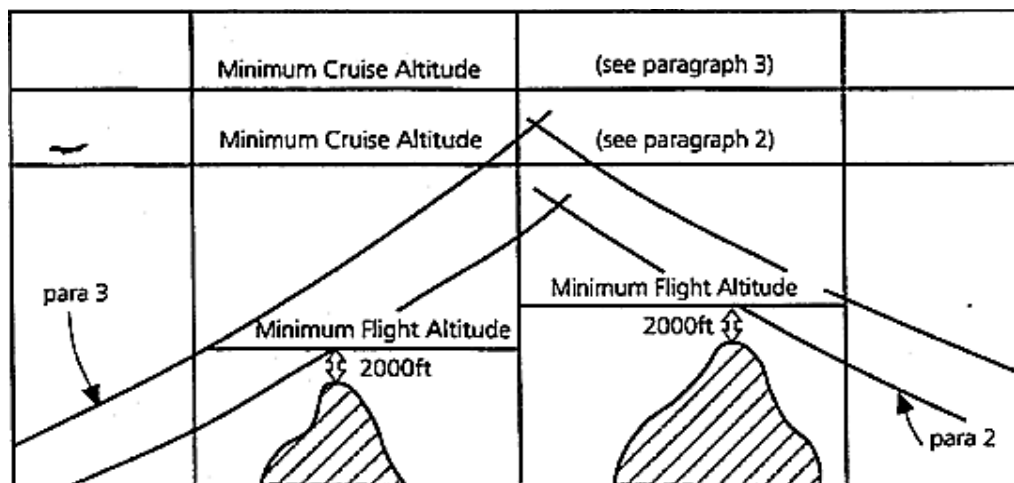 Minimum Cruise Altitude (see paragraph 3)
Minimum Cruise Altitude (see paragraph 2)
para 3
Minimum Flight Altitude
2000ft
Minimum Flight Altitude
2000ft
para 2